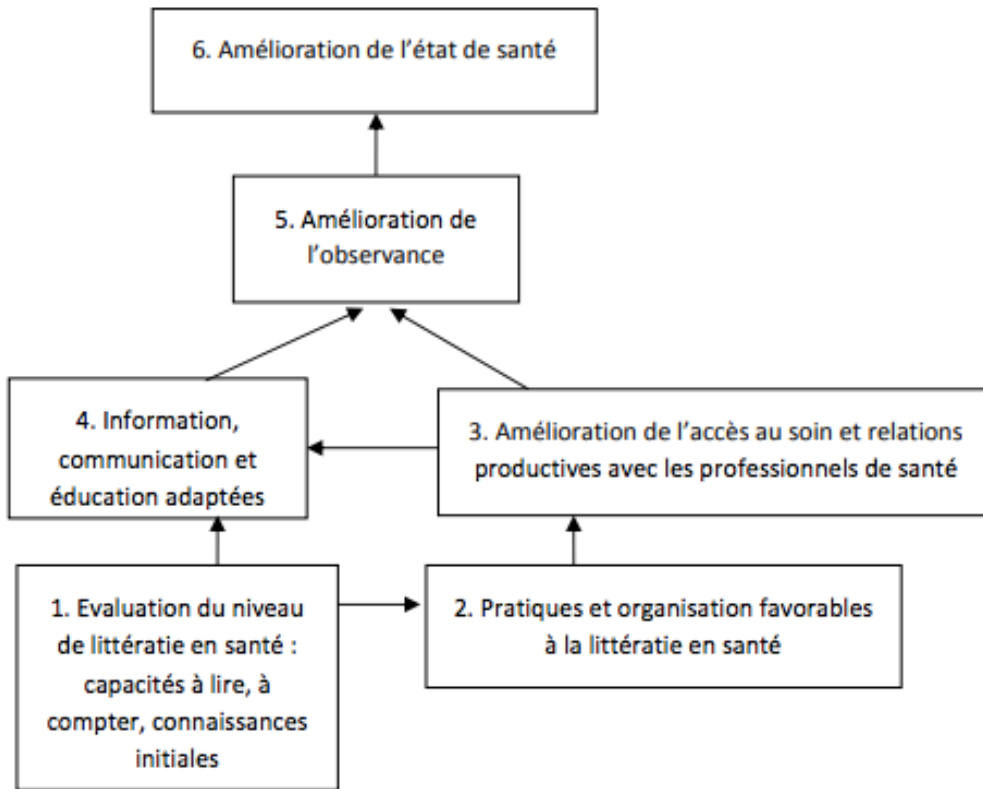 6. Amélioration de l'état de santé
5. Amélioration de
l'observance
4. Information,
communication et
éducation adaptées
3. Amélioration de l'accès au soin et relations
productives avec les professionnels de santé
1. Evaluation du niveau
de littératie en santé :
capacités à lire, à
compter, connaissances
initiales
2. Pratiques et organisation favorables
à la littératie en santé